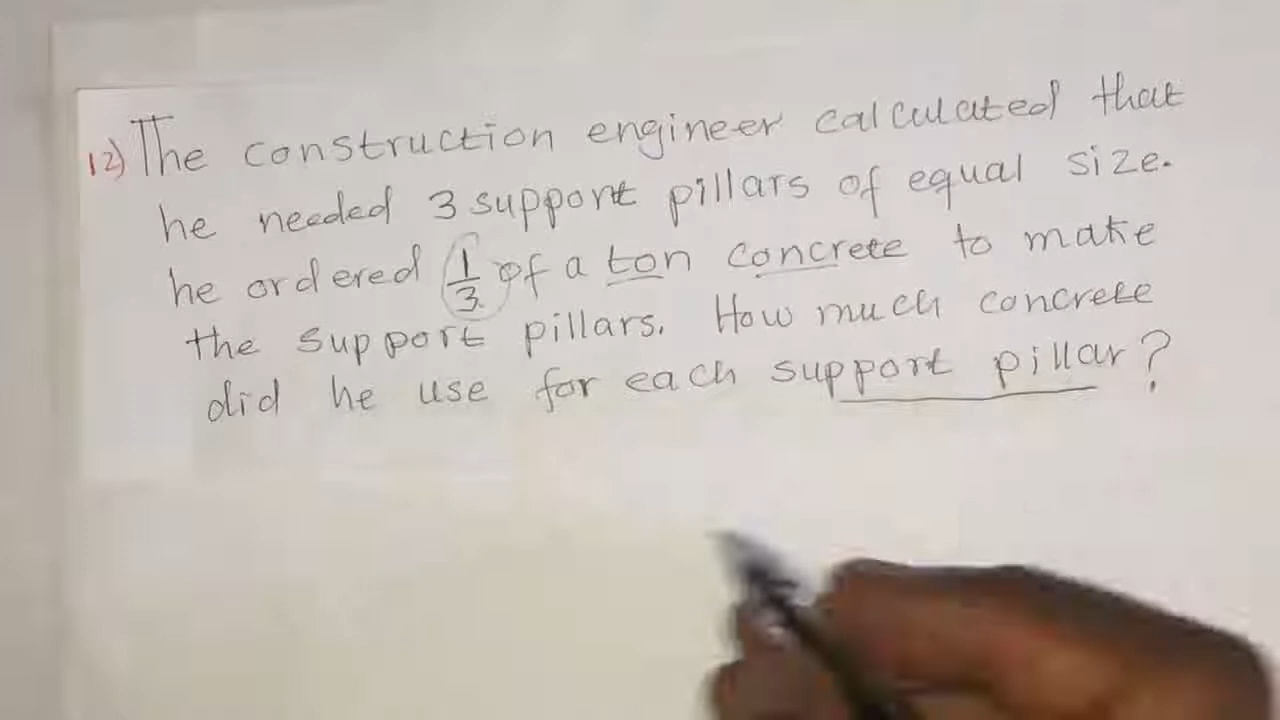 12) The construction engineer calculated that
he needed 3 support pillars of equal size.
he ordered 1/3 of a ton concrete to make
the support pillars. How much concrete
did he use for each support pillar?